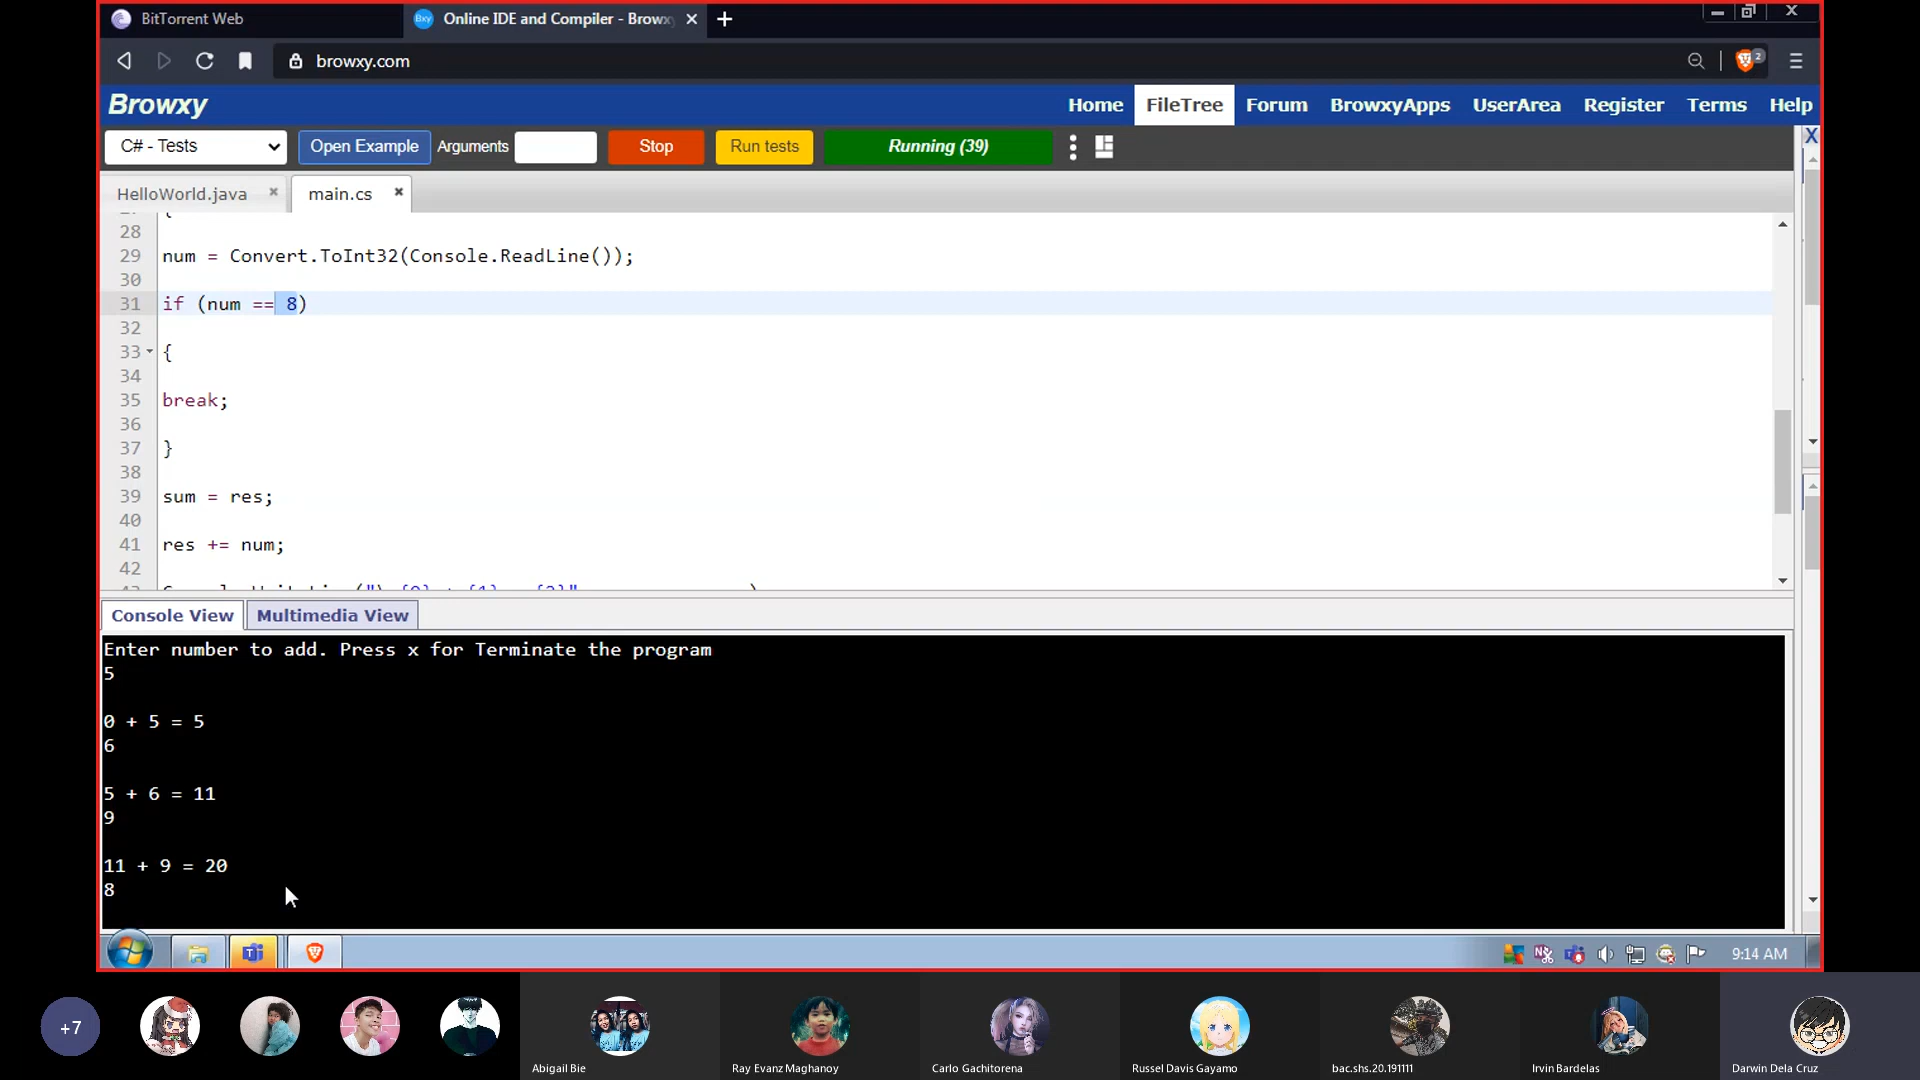 BitTorrent Web
Online IDE and Compiler - Brow
browxy.com
2
Browxy
Home FileTree Forum BrowxyApps UserArea Register Terms Help
C# - Tests Open Example Arguments Stop Run tests Running (39)
X
HelloWorld.java main.cs
28
29 num = Convert.ToInt32(Console.ReadLine());
30
31 if (num == 8)
32
33 {
34
35 break;
36
37 }
38
39 sum = res;
40
41 res += num;
42
Console View Multimedia View
Enter number to add. Press x for Terminate the program
5
0 + 5 = 5
6
5 + 6 = 11
9
11 + 9 = 20
8
9:14 AM
+7
Abigail Bie
Ray Evanz Maghanoy
Carlo Gachitorena
Russel Davis Gayamo
bac.shs.20.191111
Irvin Bardelas
Darwin Dela Cruz